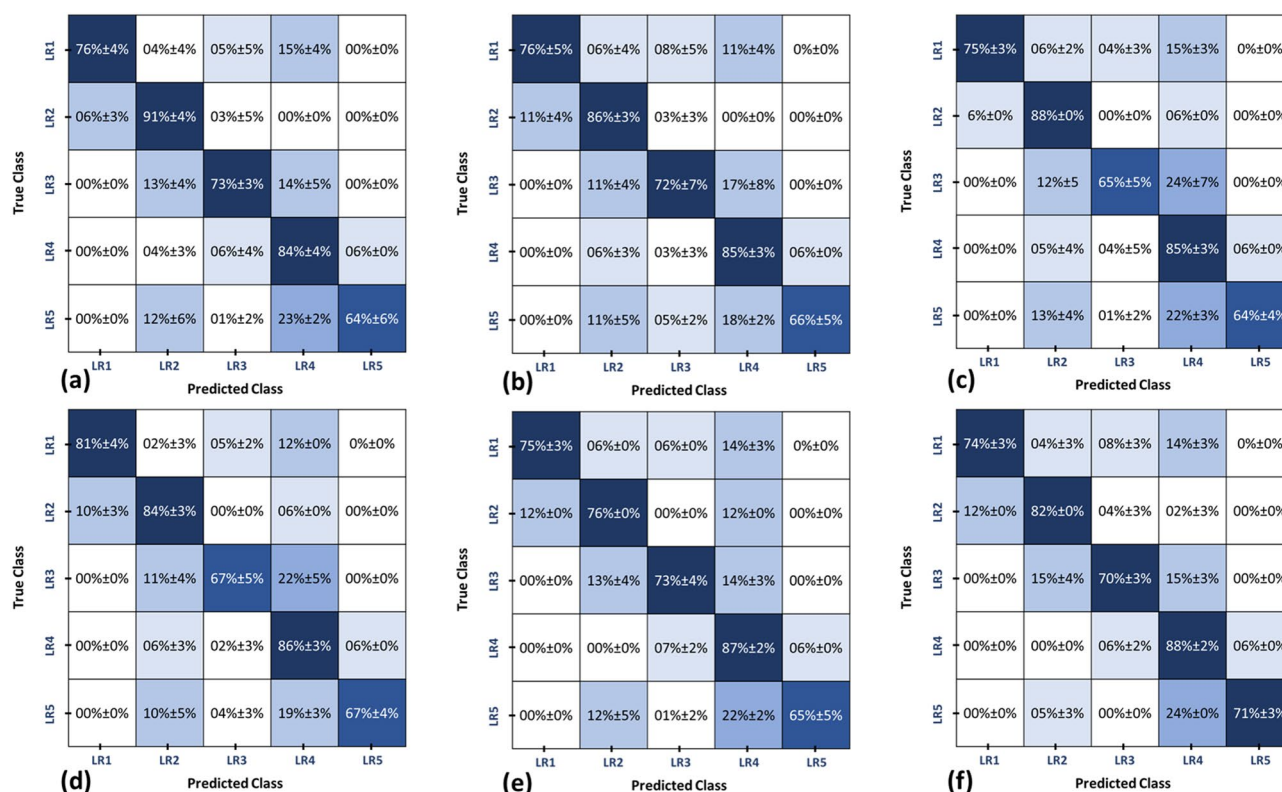 LR1 76%±4% 04%±4% 05%±5% 15%±4% 00%±0%
LR2 06%±3% 91%±4% 03%±5% 00%±0% 00%±0%
LR3 00%±0% 13%±4% 73%±3% 14%±5% 00%±0%
LR4 00%±0% 04%±3% 06%±4% 84%±4% 06%±0%
LR5 00%±0% 12%±6% 01%±2% 23%±2% 64%±6%
True Class
LR1 LR2 LR3 LR4 LR5
(a) Predicted Class
LR1 76%±5% 06%±4% 08%±5% 11%±4% 0%±0%
LR2 11%±4% 86%±3% 03%±3% 00%±0% 00%±0%
LR3 00%±0% 11%±4% 72%±7% 17%±8% 00%±0%
LR4 00%±0% 06%±3% 03%±3% 85%±3% 06%±0%
LR5 00%±0% 11%±5% 05%±2% 18%±2% 66%±5%
True Class
LR1 LR2 LR3 LR4 LR5
(b) Predicted Class
LR1 75%±3% 06%±2% 04%±3% 15%±3% 0%±0%
LR2 6%±0% 88%±0% 00%±0% 06%±0% 00%±0%
LR3 00%±0% 12%±5 65%±5% 24%±7% 00%±0%
LR4 00%±0% 05%±4% 04%±5% 85%±3% 06%±0%
LR5 00%±0% 13%±4% 01%±2% 22%±3% 64%±4%
True Class
LR1 LR2 LR3 LR4 LR5
(c) Predicted Class
LR1 81%±4% 02%±3% 05%±2% 12%±0% 0%±0%
LR2 10%±3% 84%±3% 00%±0% 06%±0% 00%±0%
LR3 00%±0% 11%±4% 67%±5% 22%±5% 00%±0%
LR4 00%±0% 06%±3% 02%±3% 86%±3% 06%±0%
LR5 00%±0% 10%±5% 04%±3% 19%±3% 67%±4%
True Class
LR1 LR2 LR3 LR4 LR5
(d) Predicted Class
LR1 75%±3% 06%±0% 06%±0% 14%±3% 0%±0%
LR2 12%±0% 76%±0% 00%±0% 12%±0% 00%±0%
LR3 00%±0% 13%±4% 73%±4% 14%±3% 00%±0%
LR4 00%±0% 00%±0% 07%±2% 87%±2% 06%±0%
LR5 00%±0% 12%±5% 01%±2% 22%±2% 65%±5%
True Class
LR1 LR2 LR3 LR4 LR5
(e) Predicted Class
LR1 74%±3% 04%±3% 08%±3% 14%±3% 0%±0%
LR2 12%±0% 82%±0% 04%±3% 02%±3% 00%±0%
LR3 00%±0% 15%±4% 70%±3% 15%±3% 00%±0%
LR4 00%±0% 00%±0% 06%±2% 88%±2% 06%±0%
LR5 00%±0% 05%±3% 00%±0% 24%±0% 71%±3%
True Class
LR1 LR2 LR3 LR4 LR5
(f) Predicted Class